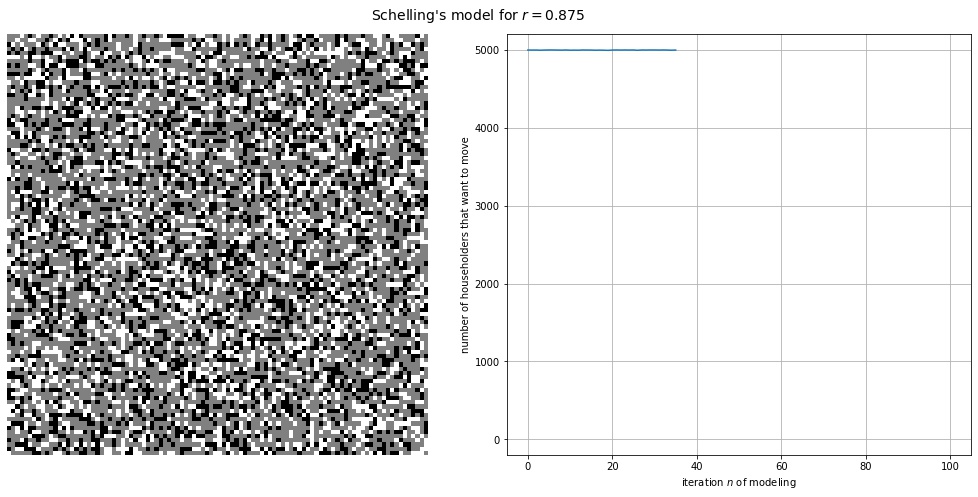 Schelling's model for r = 0.875
number of householders that want to move
5000
4000
3000
2000
1000
0
0 20 40 60 80 100
iteration n of modeling